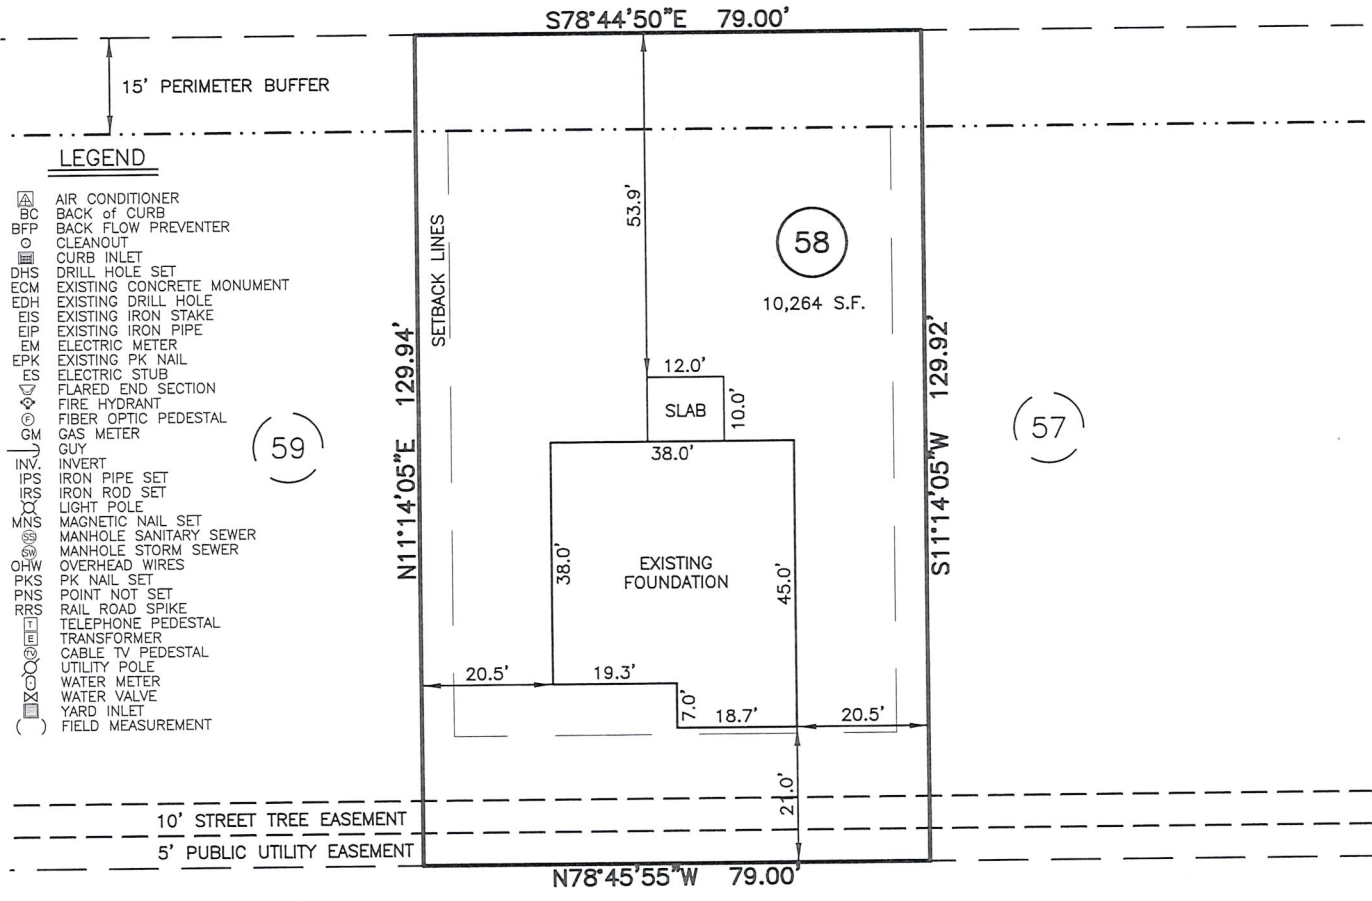 S78°44'50"E 79.00'
15' PERIMETER BUFFER
LEGEND
A AIR CONDITIONER
BC BACK of CURB
BFP BACK FLOW PREVENTER
CLEANOUT
CURB INLET
DHS DRILL HOLE SET
ECM EXISTING CONCRETE MONUMENT
EDH EXISTING DRILL HOLE
EIS EXISTING IRON STAKE
EIP EXISTING IRON PIPE
EM ELECTRIC METER
EPK EXISTING PK NAIL
ES ELECTRIC STUB
FLARED END SECTION
FIRE HYDRANT
F FIBER OPTIC PEDESTAL
GM GAS METER
GUY
INV. INVERT
IPS IRON PIPE SET
IRS IRON ROD SET
LIGHT POLE
MNS MAGNETIC NAIL SET
SS MANHOLE SANITARY SEWER
SW MANHOLE STORM SEWER
OHW OVERHEAD WIRES
PKS PK NAIL SET
PNS POINT NOT SET
RRS RAIL ROAD SPIKE
T TELEPHONE PEDESTAL
E TRANSFORMER
TV CABLE TV PEDESTAL
UTILITY POLE
WATER METER
WATER VALVE
YARD INLET
( ) FIELD MEASUREMENT
SETBACK LINES
53.9'
58
10,264 S.F.
N11°14'05"E 129.94'
S11°14'05"W 129.92'
59
57
12.0'
SLAB
10.0'
38.0'
38.0'
EXISTING
FOUNDATION
45.0'
20.5'
19.3'
7.0'
18.7'
20.5'
21.0'
10' STREET TREE EASEMENT
5' PUBLIC UTILITY EASEMENT
N78°45'55"W 79.00'